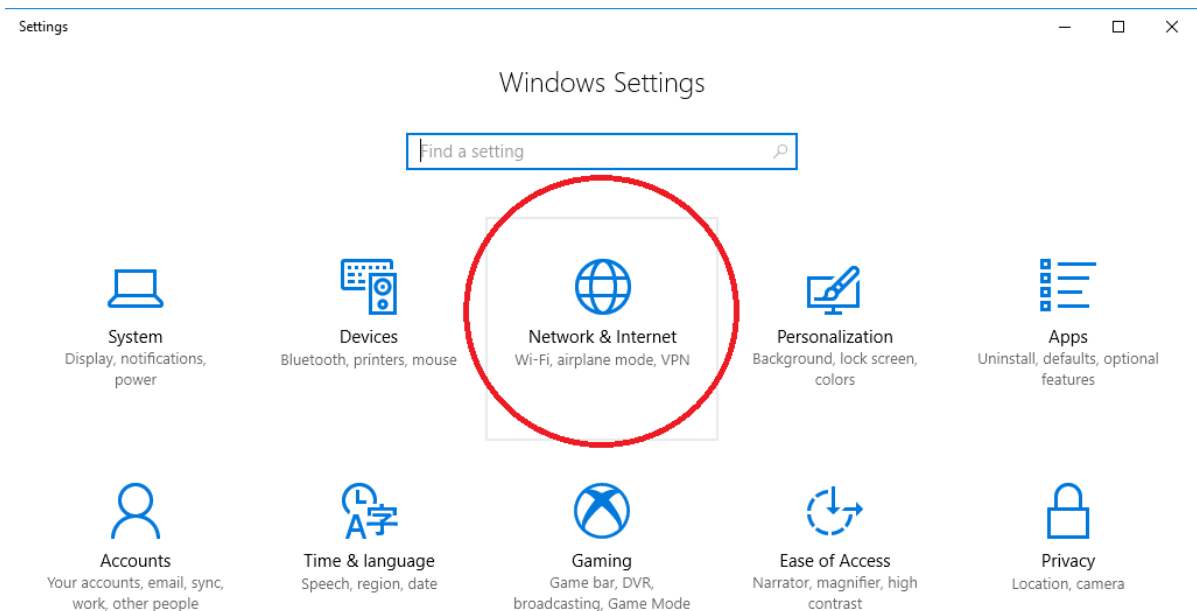 Settings
Windows Settings
Find a setting
System
Display, notifications,
power
Devices
Bluetooth, printers, mouse
Network & Internet
Wi-Fi, airplane mode, VPN
Personalization
Background, lock screen,
colors
Apps
Uninstall, defaults, optional
features
Accounts
Your accounts, email, sync,
work, other people
Time & language
Speech, region, date
Gaming
Game bar, DVR,
broadcasting, Game Mode
Ease of Access
Narrator, magnifier, high
contrast
Privacy
Location, camera